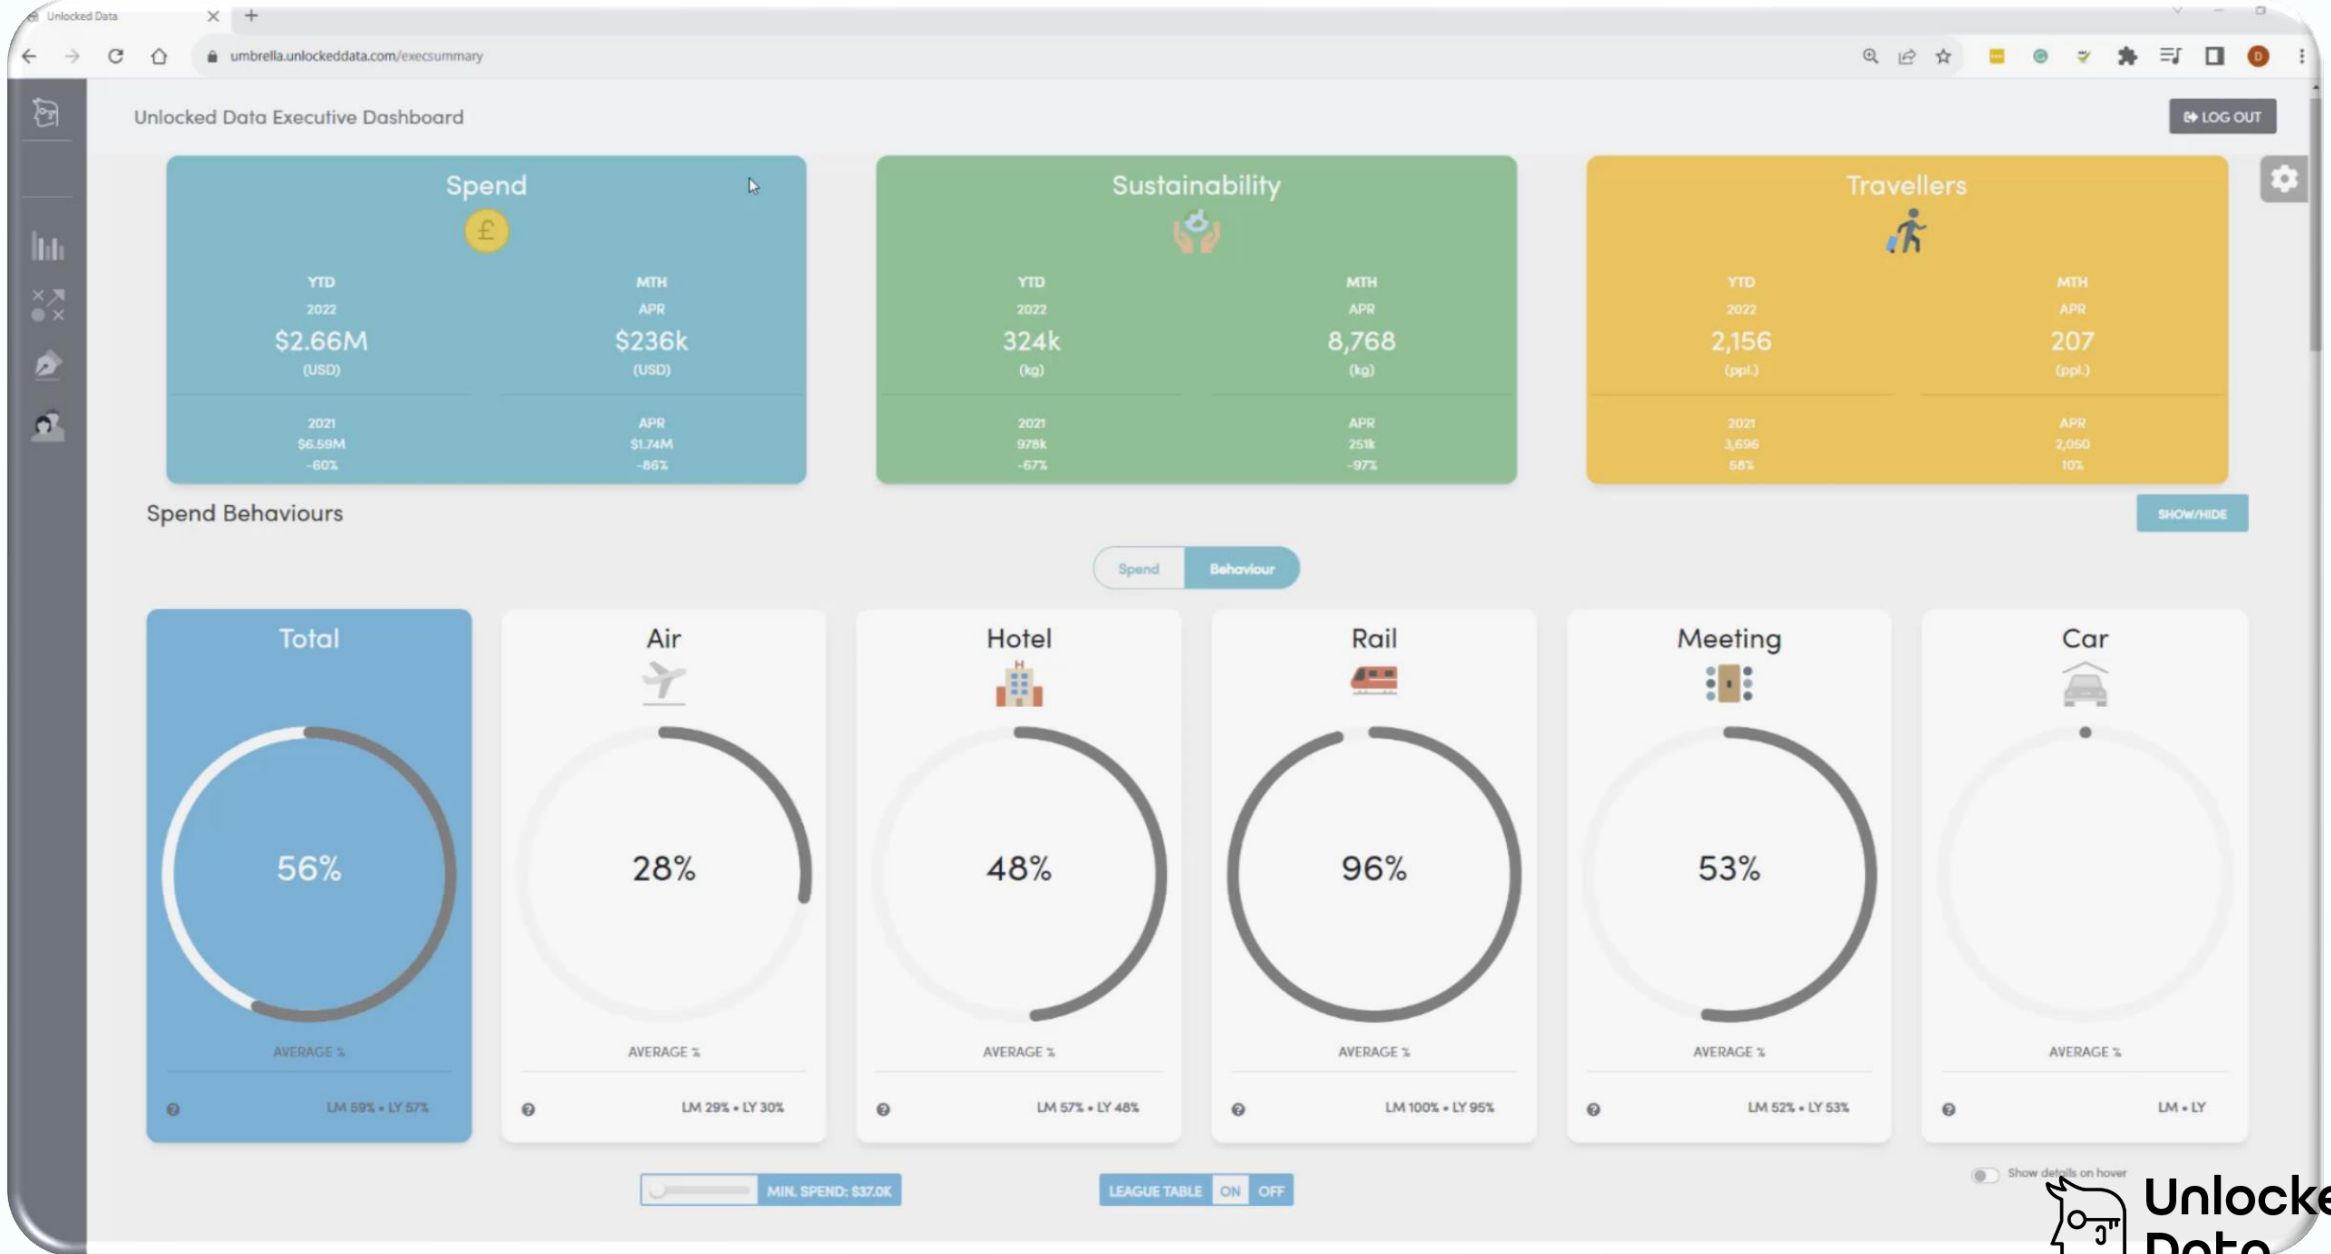 Unlocked Data
umbrella.unlockeddata.com/execsummary
D
Unlocked Data Executive Dashboard
LOG OUT
Spend
£
YTD MTH
2022 APR
$2.66M $236k
(USD) (USD)
2021 APR
$6.59M $1.74M
-60% -86%
Sustainability
YTD MTH
2022 APR
324k 8,768
(kg) (kg)
2021 APR
978k 251k
-67% -97%
Travellers
YTD MTH
2022 APR
2,156 207
(ppl.) (ppl.)
2021 APR
3,696 2,050
58% 10%
Spend Behaviours
SHOW/HIDE
Spend Behaviour
Total
56%
AVERAGE %
LM 59% • LY 57%
Air
28%
AVERAGE %
LM 29% • LY 30%
Hotel
H
48%
AVERAGE %
LM 57% • LY 48%
Rail
96%
AVERAGE %
LM 100% • LY 95%
Meeting
53%
AVERAGE %
LM 52% • LY 53%
Car
AVERAGE %
LM • LY
MIN. SPEND: $37.0K
LEAGUE TABLE ON OFF
Show details on hover
Unlocke
Data